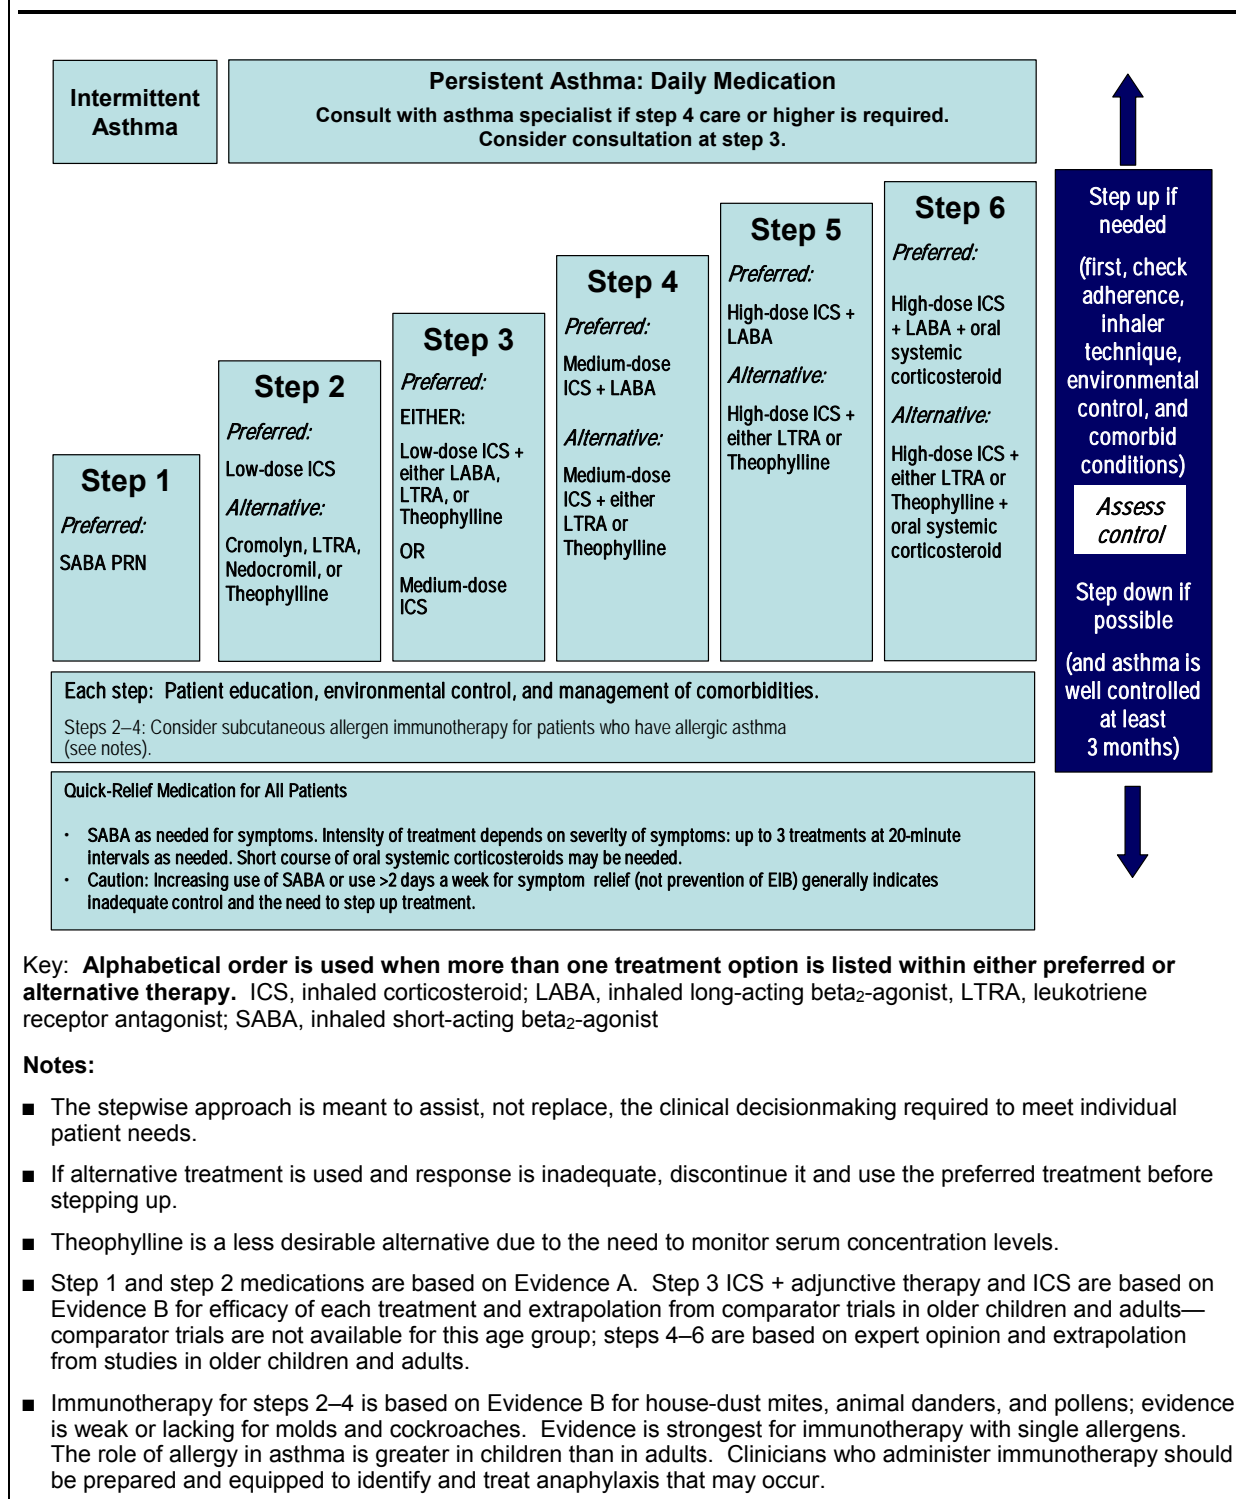 Intermittent
Asthma
Persistent Asthma: Daily Medication
Consult with asthma specialist if step 4 care or higher is required.
Consider consultation at step 3.
Step 1
Preferred:
SABA PRN
Step 2
Preferred:
Low-dose ICS
Alternative:
Cromolyn, LTRA,
Nedocromil, or
Theophylline
Step 3
Preferred:
EITHER:
Low-dose ICS +
either LABA,
LTRA, or
Theophylline
OR
Medium-dose
ICS
Step 4
Preferred:
Medium-dose
ICS + LABA
Alternative:
Medium-dose
ICS + either
LTRA or
Theophylline
Step 5
Preferred:
High-dose ICS +
LABA
Alternative:
High-dose ICS +
either LTRA or
Theophylline
Step 6
Preferred:
High-dose ICS
+ LABA + oral
systemic
corticosteroid
Alternative:
High-dose ICS +
either LTRA or
Theophylline +
oral systemic
corticosteroid
Step up if
needed
(first, check
adherence,
inhaler
technique,
environmental
control, and
comorbid
conditions)
Assess
control
Step down if
possible
(and asthma is
well controlled
at least
3 months)
Each step: Patient education, environmental control, and management of comorbidities.
Steps 2–4: Consider subcutaneous allergen immunotherapy for patients who have allergic asthma
(see notes).
Quick-Relief Medication for All Patients
• SABA as needed for symptoms. Intensity of treatment depends on severity of symptoms: up to 3 treatments at 20-minute
intervals as needed. Short course of oral systemic corticosteroids may be needed.
• Caution: Increasing use of SABA or use >2 days a week for symptom relief (not prevention of EIB) generally indicates
inadequate control and the need to step up treatment.
Key: Alphabetical order is used when more than one treatment option is listed within either preferred or
alternative therapy. ICS, inhaled corticosteroid; LABA, inhaled long-acting beta₂-agonist, LTRA, leukotriene
receptor antagonist; SABA, inhaled short-acting beta₂-agonist
Notes:
■ The stepwise approach is meant to assist, not replace, the clinical decisionmaking required to meet individual
patient needs.
■ If alternative treatment is used and response is inadequate, discontinue it and use the preferred treatment before
stepping up.
■ Theophylline is a less desirable alternative due to the need to monitor serum concentration levels.
■ Step 1 and step 2 medications are based on Evidence A. Step 3 ICS + adjunctive therapy and ICS are based on
Evidence B for efficacy of each treatment and extrapolation from comparator trials in older children and adults—
comparator trials are not available for this age group; steps 4–6 are based on expert opinion and extrapolation
from studies in older children and adults.
■ Immunotherapy for steps 2–4 is based on Evidence B for house-dust mites, animal danders, and pollens; evidence
is weak or lacking for molds and cockroaches. Evidence is strongest for immunotherapy with single allergens.
The role of allergy in asthma is greater in children than in adults. Clinicians who administer immunotherapy should
be prepared and equipped to identify and treat anaphylaxis that may occur.